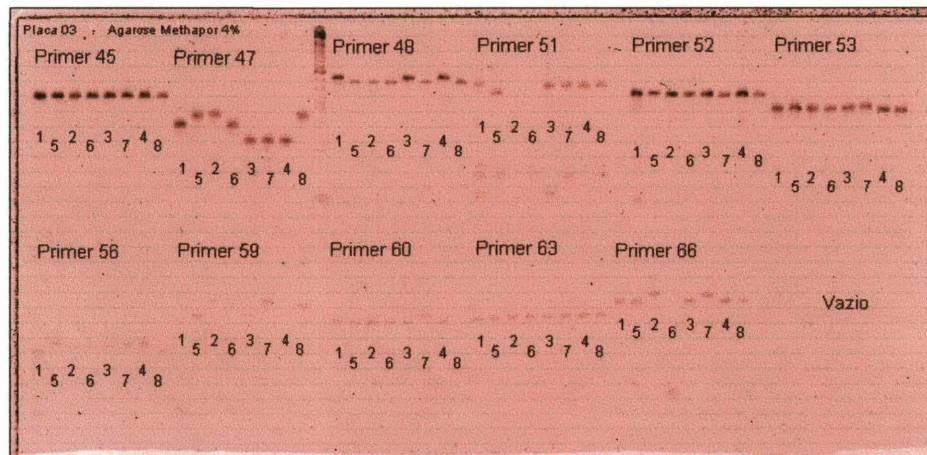 Placa 03 : Agarose Methapor 4%
Primer 45
Primer 47
Primer 48
Primer 51
Primer 52
Primer 53
1 5 2 6 3 7 4 8
1 5 2 6 3 7 4 8
1 5 2 6 3 7 4 8
1 5 2 6 3 7 4 8
1 5 2 6 3 7 4 8
1 5 2 6 3 7 4 8
Primer 56
Primer 59
Primer 60
Primer 63
Primer 66
Vazio
1 5 2 6 3 7 4 8
1 5 2 6 3 7 4 8
1 5 2 6 3 7 4 8
1 5 2 6 3 7 4 8
1 5 2 6 3 7 4 8